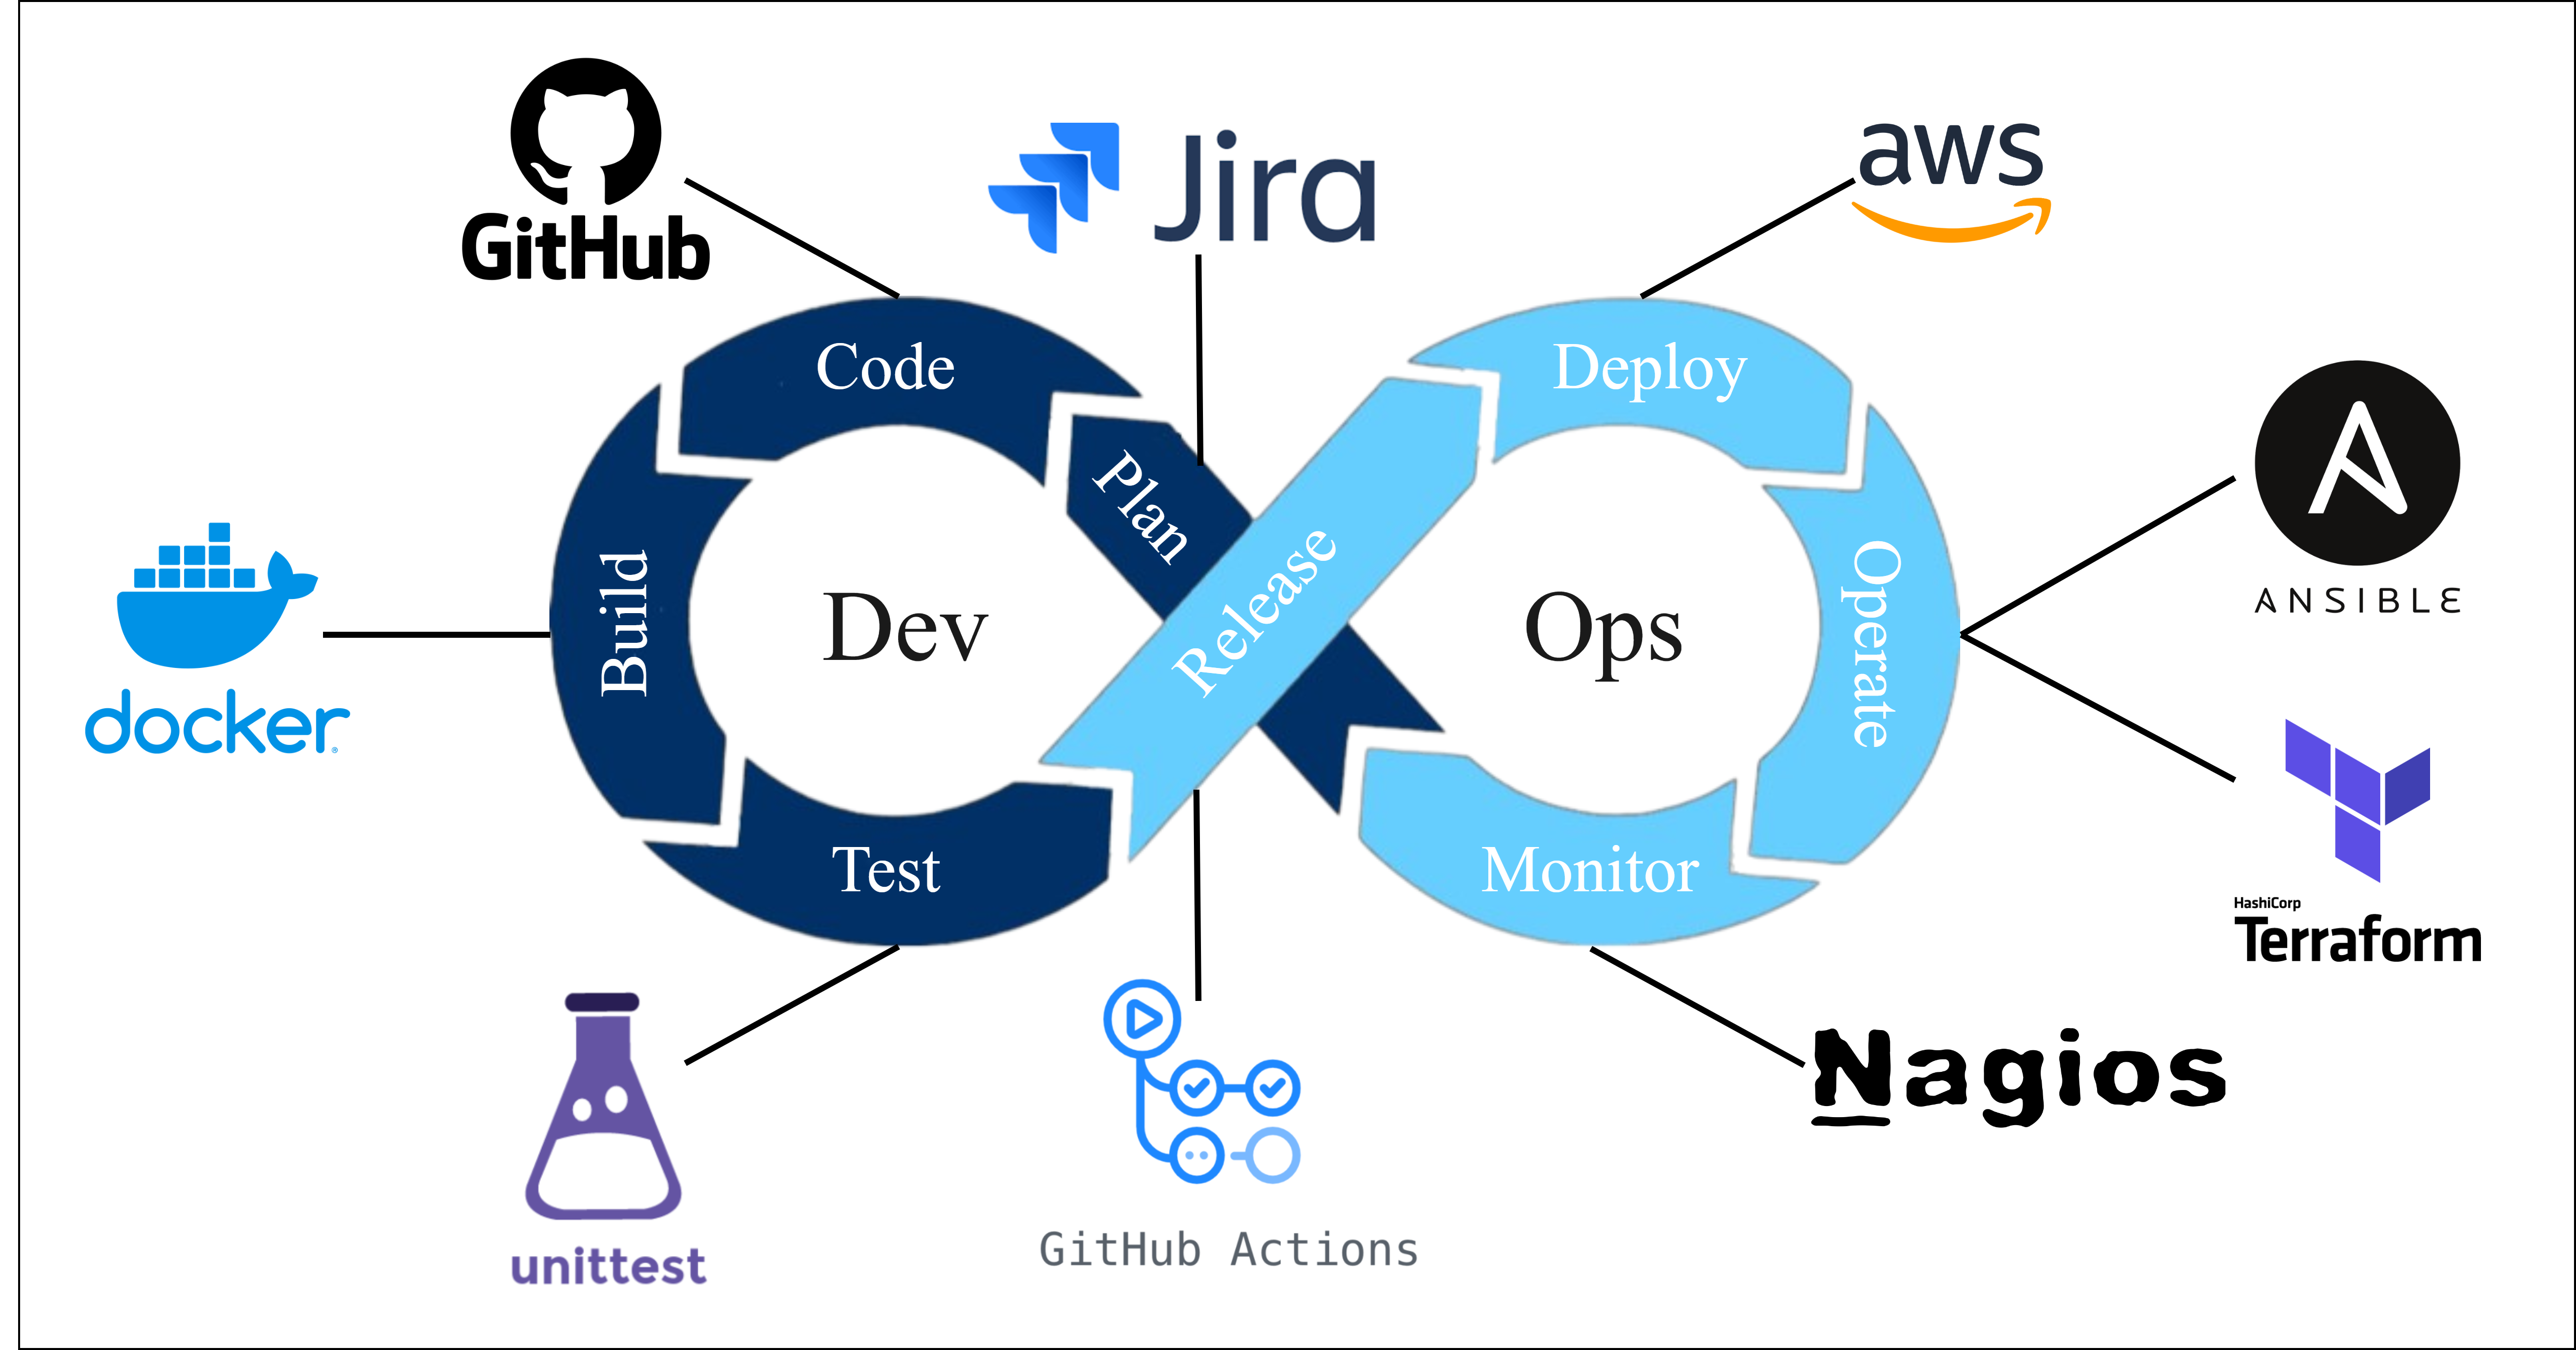 GitHub
Jira
aws
Code
Deploy
Plan
ANSIBLE
Build
Dev
Release
Ops
Operate
docker
Test
Monitor
HashiCorp
Terraform
Nagios
unittest
GitHub Actions